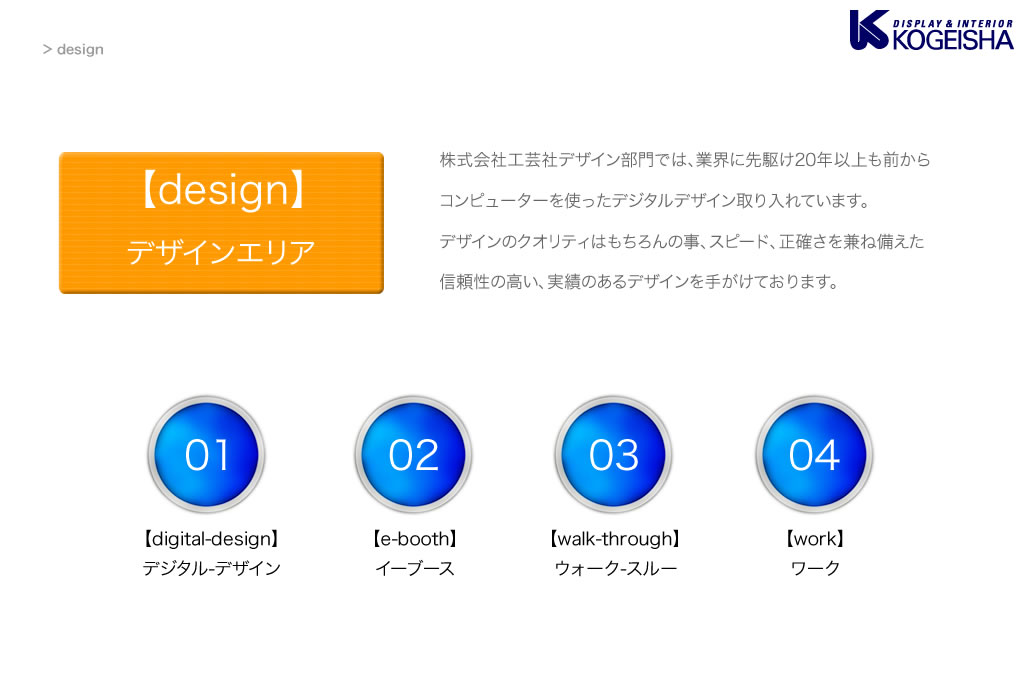 > design
DISPLAY & INTERIOR
KOGEISHA
【design】
デザインエリア
株式会社工芸社デザイン部門では、業界に先駆け20年以上も前から
コンピューターを使ったデジタルデザイン取り入れています。
デザインのクオリティはもちろんの事、スピード、正確さを兼ね備えた
信頼性の高い、実績のあるデザインを手がけております。
01
02
03
04
【digital-design】
【e-booth】
【walk-through】
【work】
デジタル-デザイン
イーブース
ウォーク-スルー
ワーク